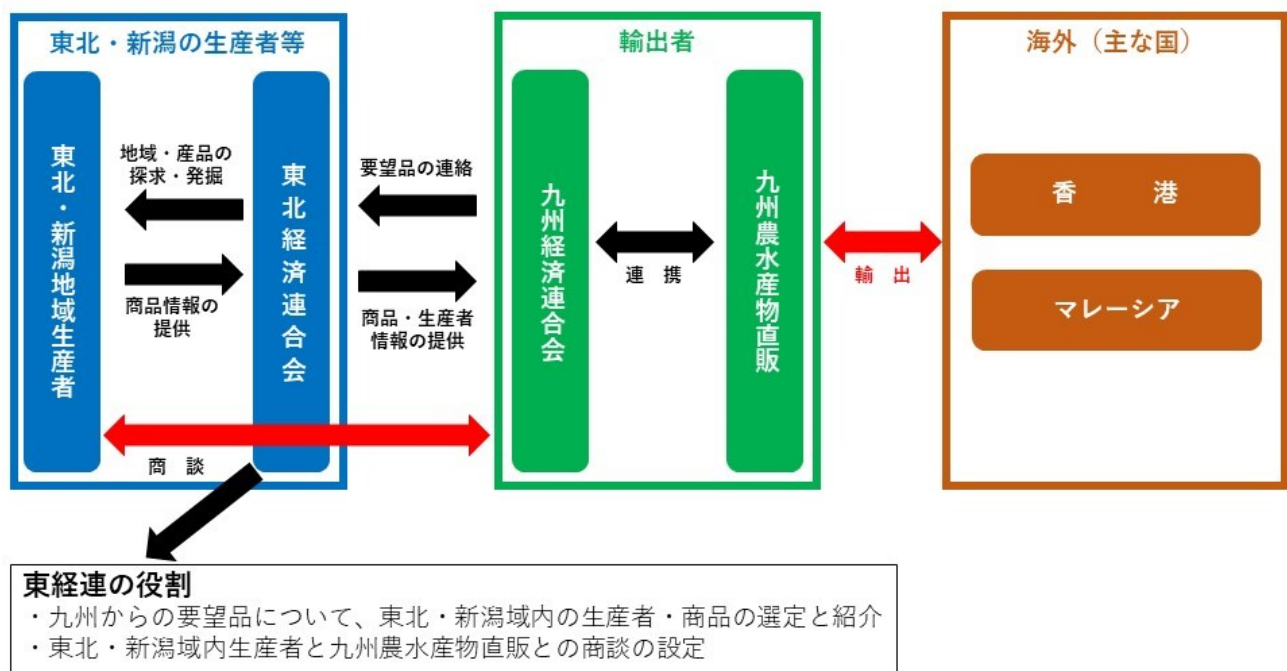 東北・新潟の生産者等
東北・新潟地域生産者
地域・産品の
探求・発掘
商品情報の
提供
東北経済連合会
商　談
要望品の連絡
商品・生産者
情報の提供
輸出者
九州経済連合会
連　携
九州農水産物直販
輸　出
海外（主な国）
香　　港
マレーシア
東経連の役割
・九州からの要望品について、東北・新潟域内の生産者・商品の選定と紹介
・東北・新潟域内生産者と九州農水産物直販との商談の設定